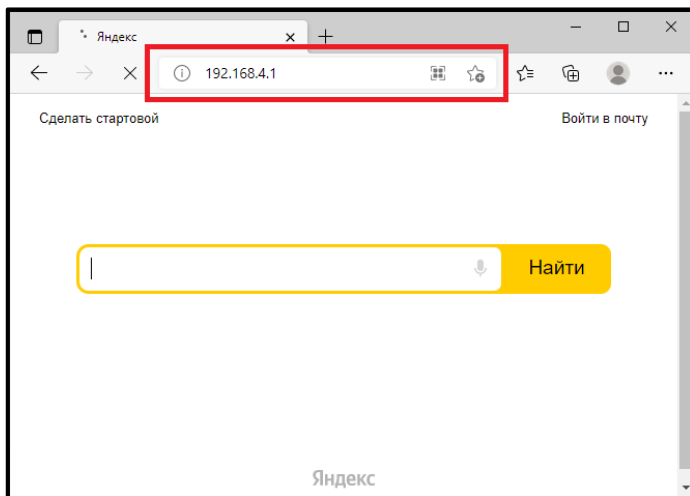 Яндекс
192.168.4.1
Сделать стартовой
Войти в почту
Найти
Яндекс